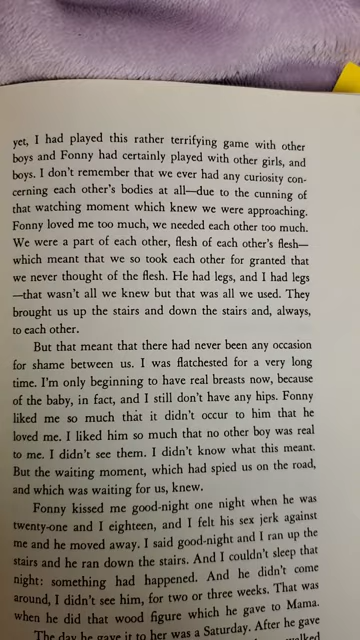 yet, I had played this rather terrifying game with other
boys and Fonny had certainly played with other girls, and
boys. I don't remember that we ever had any curiosity con-
cerning each other's bodies at all—due to the cunning of
that watching moment which knew we were approaching.
Fonny loved me too much, we needed each other too much.
We were a part of each other, flesh of each other's flesh—
which meant that we so took each other for granted that
we never thought of the flesh. He had legs, and I had legs
—that wasn't all we knew but that was all we used. They
brought us up the stairs and down the stairs and, always,
to each other.
But that meant that there had never been any occasion
for shame between us. I was flatchested for a very long
time. I'm only beginning to have real breasts now, because
of the baby, in fact, and I still don't have any hips. Fonny
liked me so much that it didn't occur to him that he
loved me. I liked him so much that no other boy was real
to me. I didn't see them. I didn't know what this meant.
But the waiting moment, which had spied us on the road,
and which was waiting for us, knew.
Fonny kissed me good-night one night when he was
twenty-one and I eighteen, and I felt his sex jerk against
me and he moved away. I said good-night and I ran up the
stairs and he ran down the stairs. And I couldn't sleep that
night: something had happened. And he didn't come
around, I didn't see him, for two or three weeks. That was
when he did that wood figure which he gave to Mama.
The day he gave it to her was a Saturday. After he gave
walked